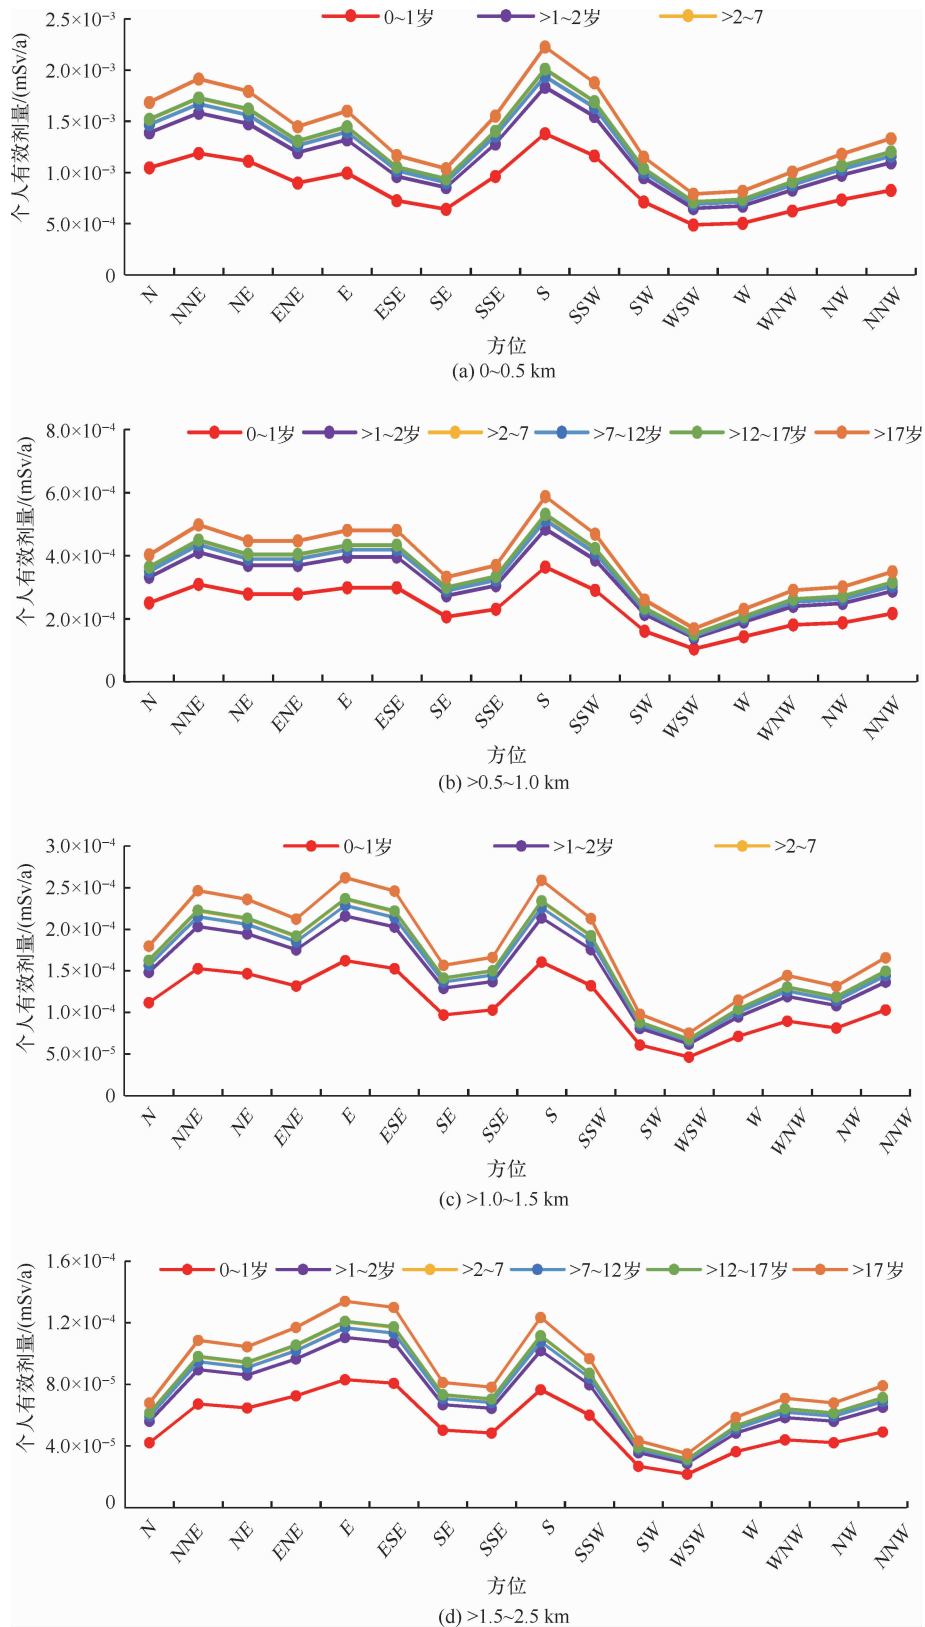 0~1岁 >1~2岁 >2~7
个人有效剂量/(mSv/a)
2.5×10⁻³
2.0×10⁻³
1.5×10⁻³
1.0×10⁻³
5.0×10⁻⁴
0
N NNE NE ENE E ESE SE SSE S SSW SW WSW W WNW NW NNW
方位
(a) 0~0.5 km
0~1岁 >1~2岁 >2~7 >7~12岁 >12~17岁 >17岁
个人有效剂量/(mSv/a)
8.0×10⁻⁴
6.0×10⁻⁴
4.0×10⁻⁴
2.0×10⁻⁴
0
N NNE NE ENE E ESE SE SSE S SSW SW WSW W WNW NW NNW
方位
(b) >0.5~1.0 km
0~1岁 >1~2岁 >2~7
个人有效剂量/(mSv/a)
3.0×10⁻⁴
2.5×10⁻⁴
2.0×10⁻⁴
1.5×10⁻⁴
1.0×10⁻⁴
5.0×10⁻⁵
0
N NNE NE ENE E ESE SE SSE S SSW SW WSW W WNW NW NNW
方位
(c) >1.0~1.5 km
0~1岁 >1~2岁 >2~7 >7~12岁 >12~17岁 >17岁
个人有效剂量/(mSv/a)
1.6×10⁻⁴
1.2×10⁻⁴
8.0×10⁻⁵
4.0×10⁻⁵
0
N NNE NE ENE E ESE SE SSE S SSW SW WSW W WNW NW NNW
方位
(d) >1.5~2.5 km